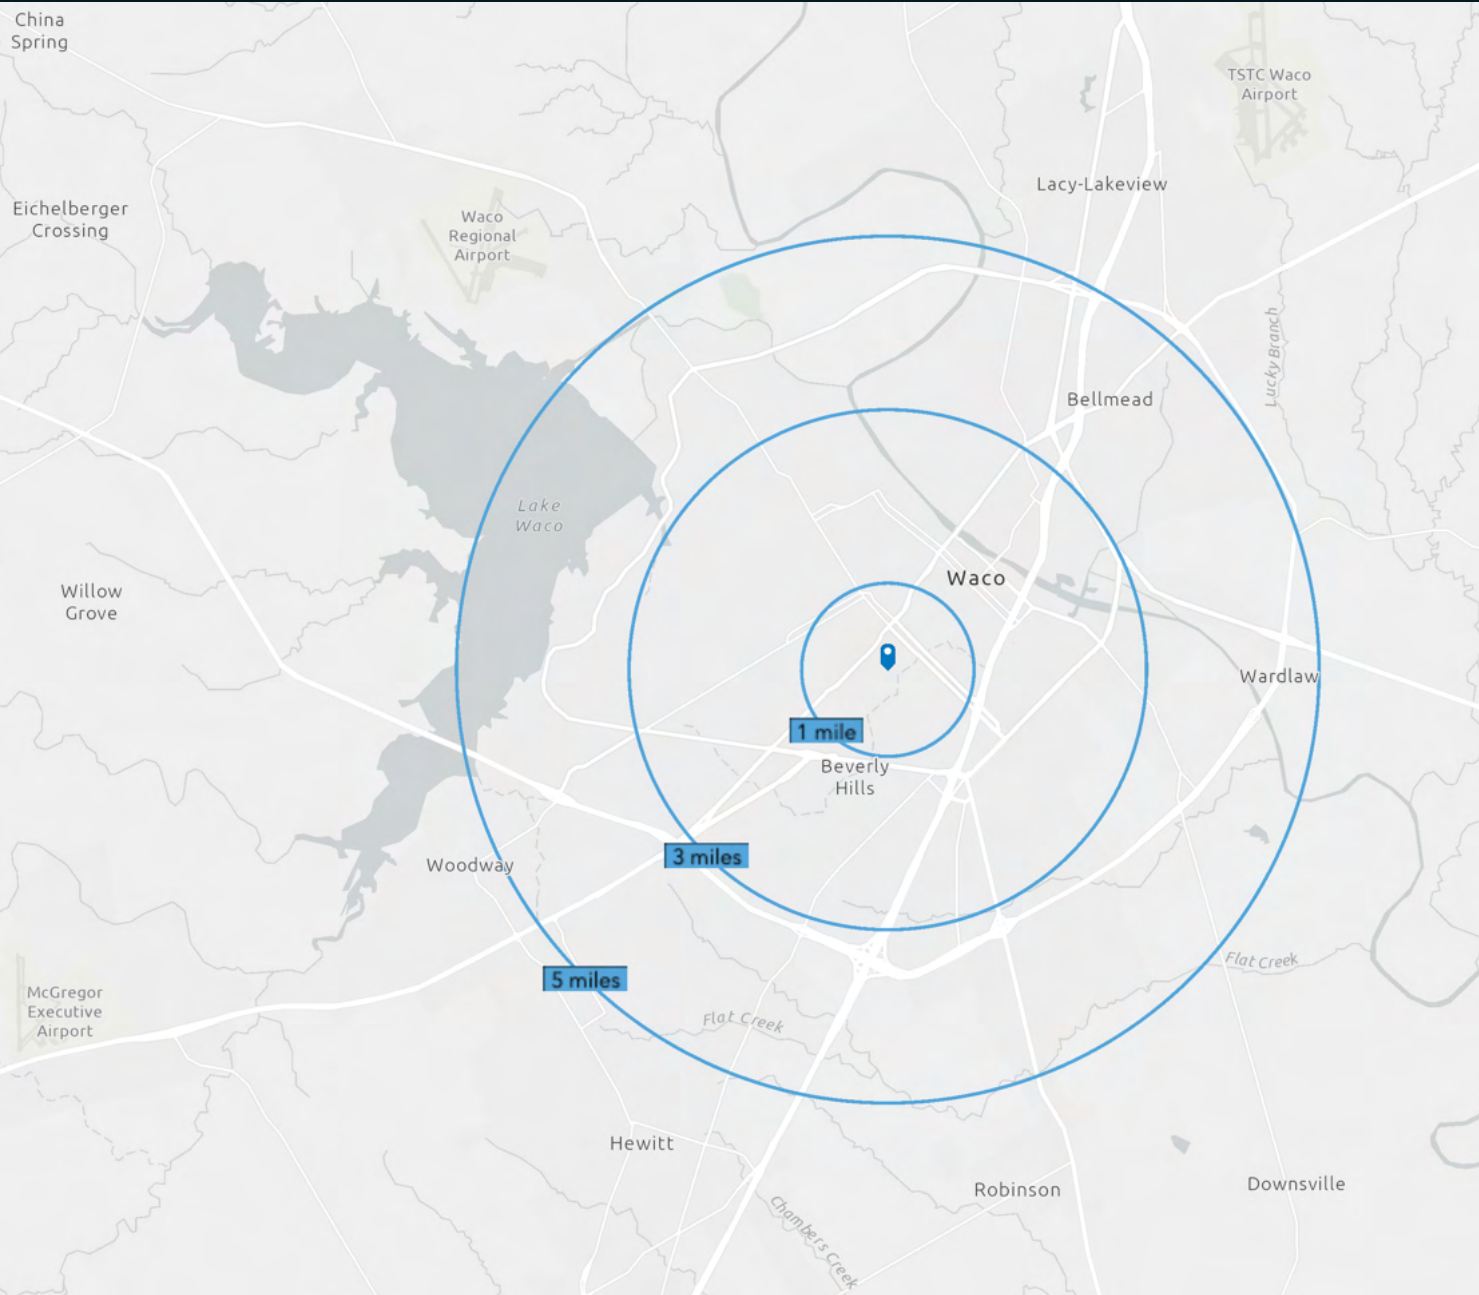 China
Spring
TSTC Waco
Airport
Lacy-Lakeview
Eichelberger
Crossing
Waco
Regional
Airport
Lucky Branch
Bellmead
Lake
Waco
Waco
Willow
Grove
Wardlaw
1 mile
Beverly
Hills
3 miles
Woodway
5 miles
Flat Creek
McGregor
Executive
Airport
Flat Creek
Hewitt
Robinson
Downsville
Chambers Creek